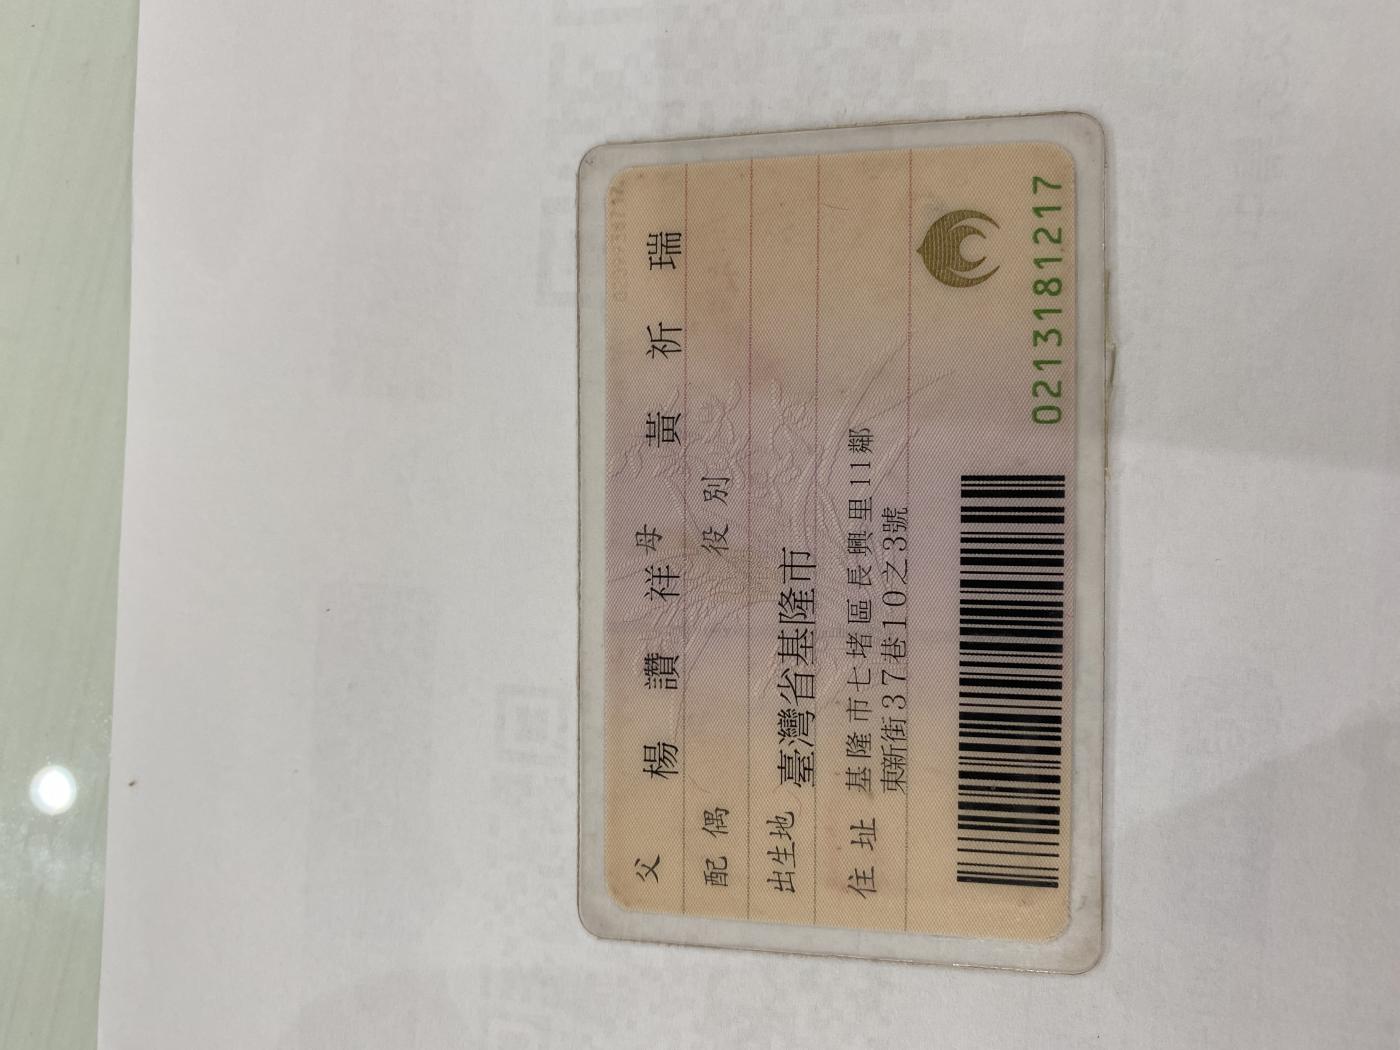 父 楊讚祥 母 黃祈瑞
配偶 役別
出生地 臺灣省基隆市
住址 基隆市七堵區長興里11鄰
東新街37巷10之3號
0213181217